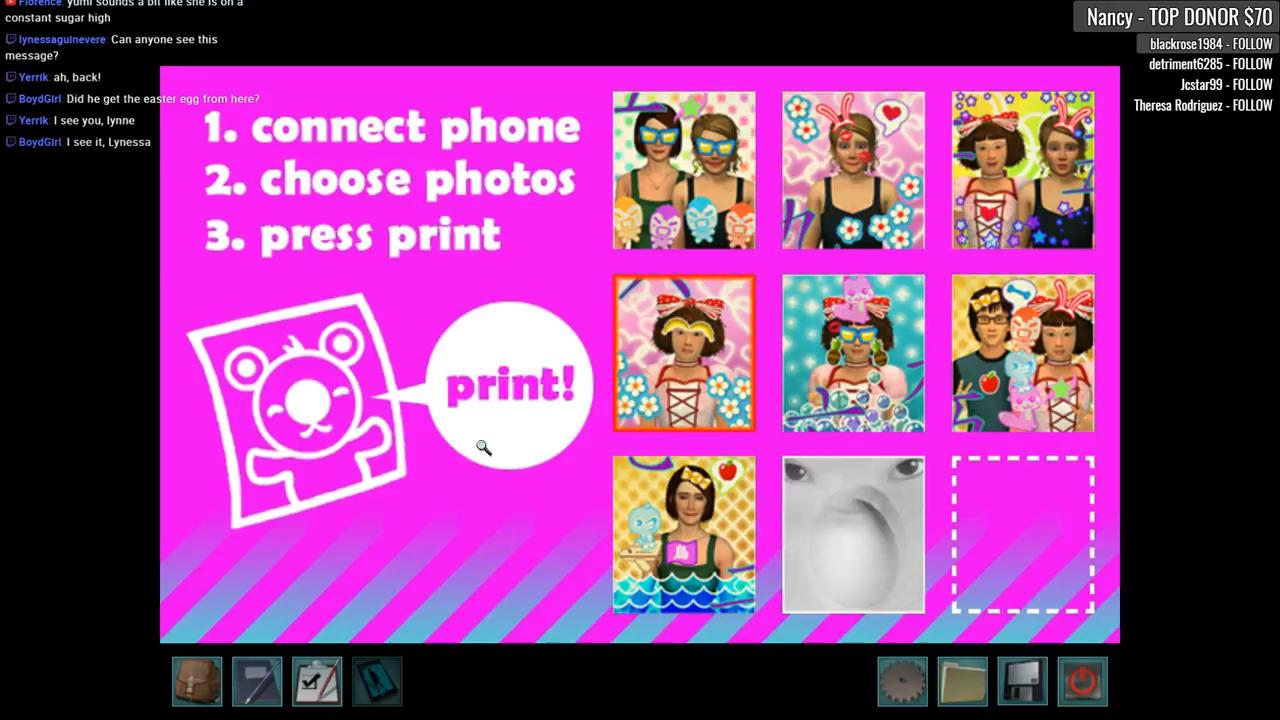 Florence: yumi sounds a bit like she is on a
constant sugar high
lynessaguinevere: Can anyone see this
message?
Yerrik: ah, back!
BoydGirl: Did he get the easter egg from here?
Yerrik: I see you, lynne
BoydGirl: I see it, Lynessa
Nancy - TOP DONOR $70
blackrose1984 - FOLLOW
detriment6285 - FOLLOW
Jcstar99 - FOLLOW
Theresa Rodriguez - FOLLOW
1. connect phone
2. choose photos
3. press print
print!